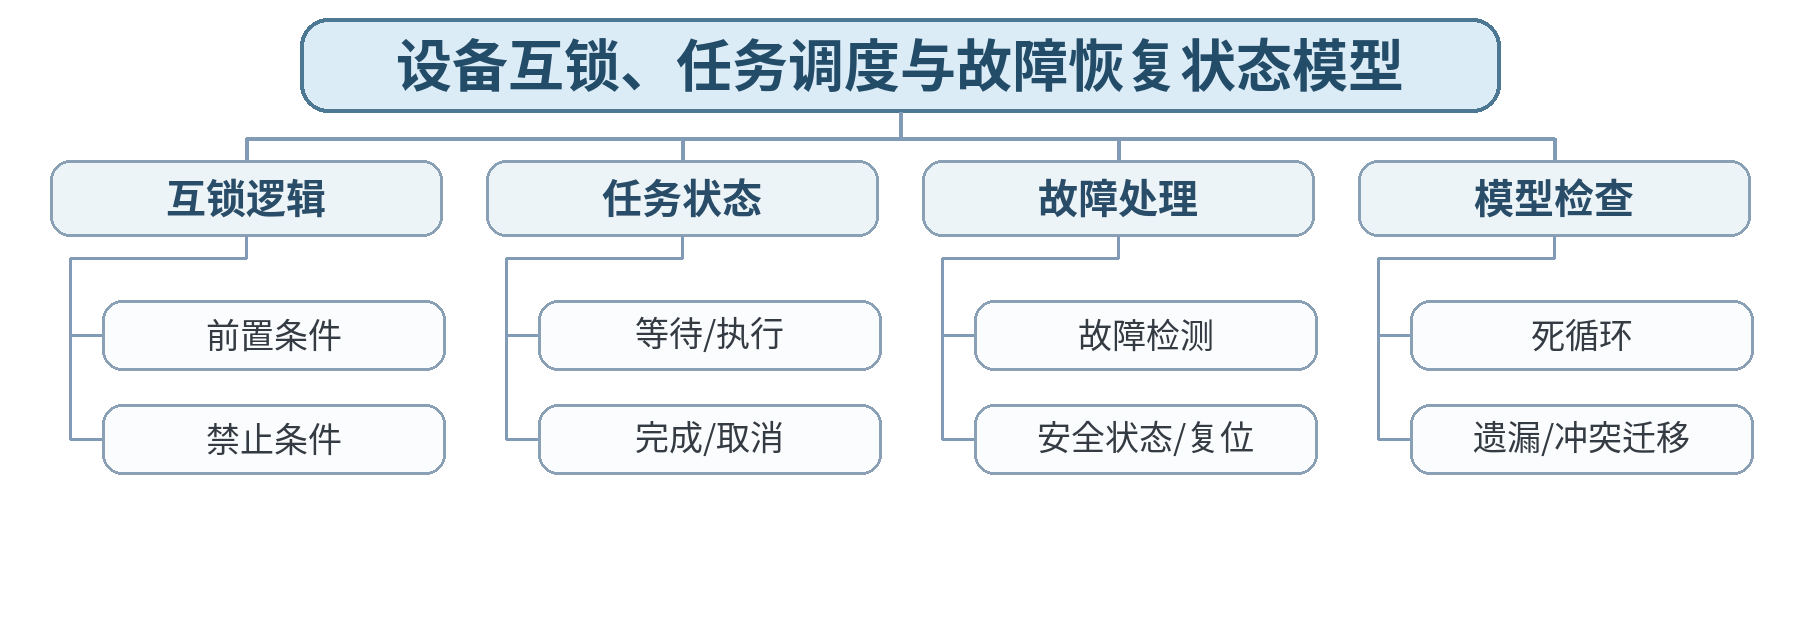 设备互锁、任务调度与故障恢复状态模型
互锁逻辑
任务状态
故障处理
模型检查
前置条件
等待/执行
故障检测
死循环
禁止条件
完成/取消
安全状态/复位
遗漏/冲突迁移